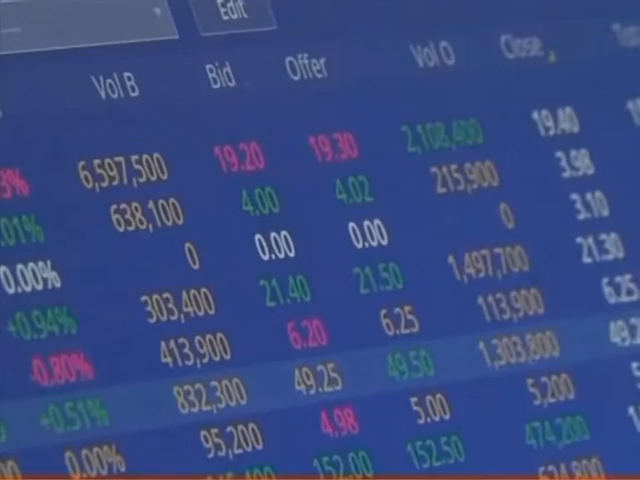 Edit
Vol B Bid Offer Vol O Close
3% 6,597,500 19.20 19.30 2,108,400 19.40
.01% 638,100 4.00 4.02 215,900 3.98
0.00% 0 0.00 0.00 0 3.10
+0.94% 303,400 21.40 21.50 1,497,700 21.30
-0.80% 413,900 6.20 6.25 113,900 6.25
+0.51% 832,300 49.25 49.50 1,303,800 49.2
0.00% 95,200 4.98 5.00 5,200
152.00 152.50 474,200